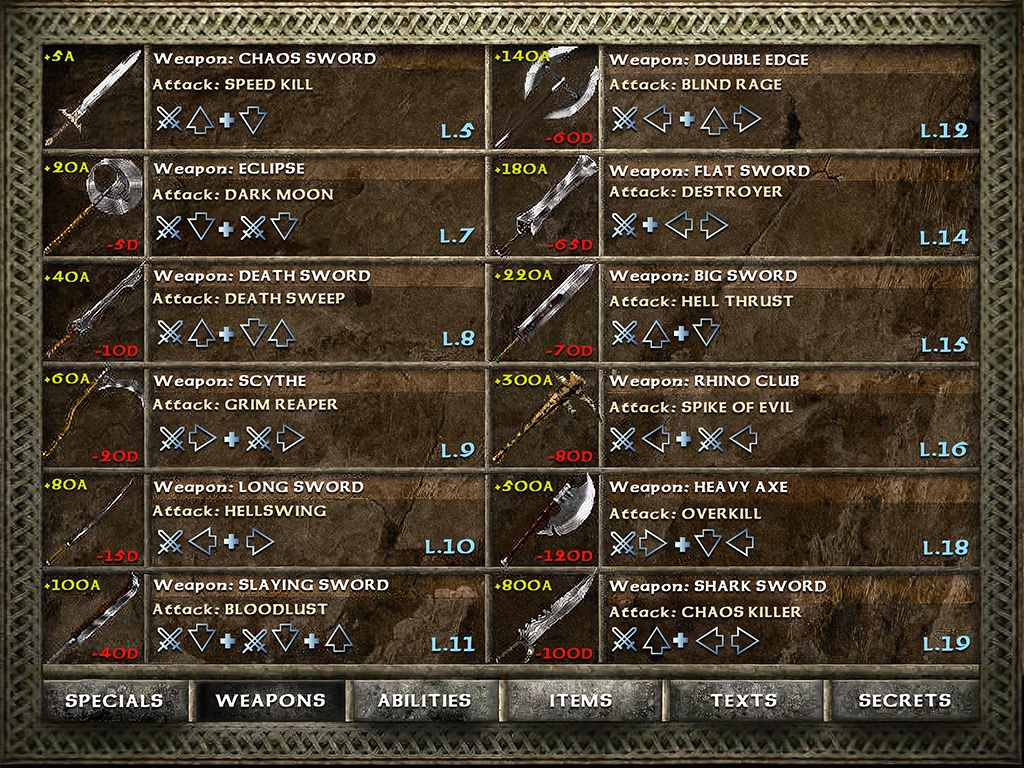 +5A
Weapon: CHAOS SWORD
Attack: SPEED KILL
+
L.5
+20A
Weapon: ECLIPSE
Attack: DARK MOON
+
-5D
L.7
+40A
Weapon: DEATH SWORD
Attack: DEATH SWEEP
+
-10D
L.8
+60A
Weapon: SCYTHE
Attack: GRIM REAPER
+
-20D
L.9
+80A
Weapon: LONG SWORD
Attack: HELLSWING
+
-15D
L.10
+100A
Weapon: SLAYING SWORD
Attack: BLOODLUST
+ +
-40D
L.11
+140A
Weapon: DOUBLE EDGE
Attack: BLIND RAGE
+
-60D
L.12
+180A
Weapon: FLAT SWORD
Attack: DESTROYER
+
-65D
L.14
+220A
Weapon: BIG SWORD
Attack: HELL THRUST
+
-70D
L.15
+300A
Weapon: RHINO CLUB
Attack: SPIKE OF EVIL
+
-80D
L.16
+500A
Weapon: HEAVY AXE
Attack: OVERKILL
+
-120D
L.18
+800A
Weapon: SHARK SWORD
Attack: CHAOS KILLER
+
-100D
L.19
SPECIALS WEAPONS ABILITIES ITEMS TEXTS SECRETS